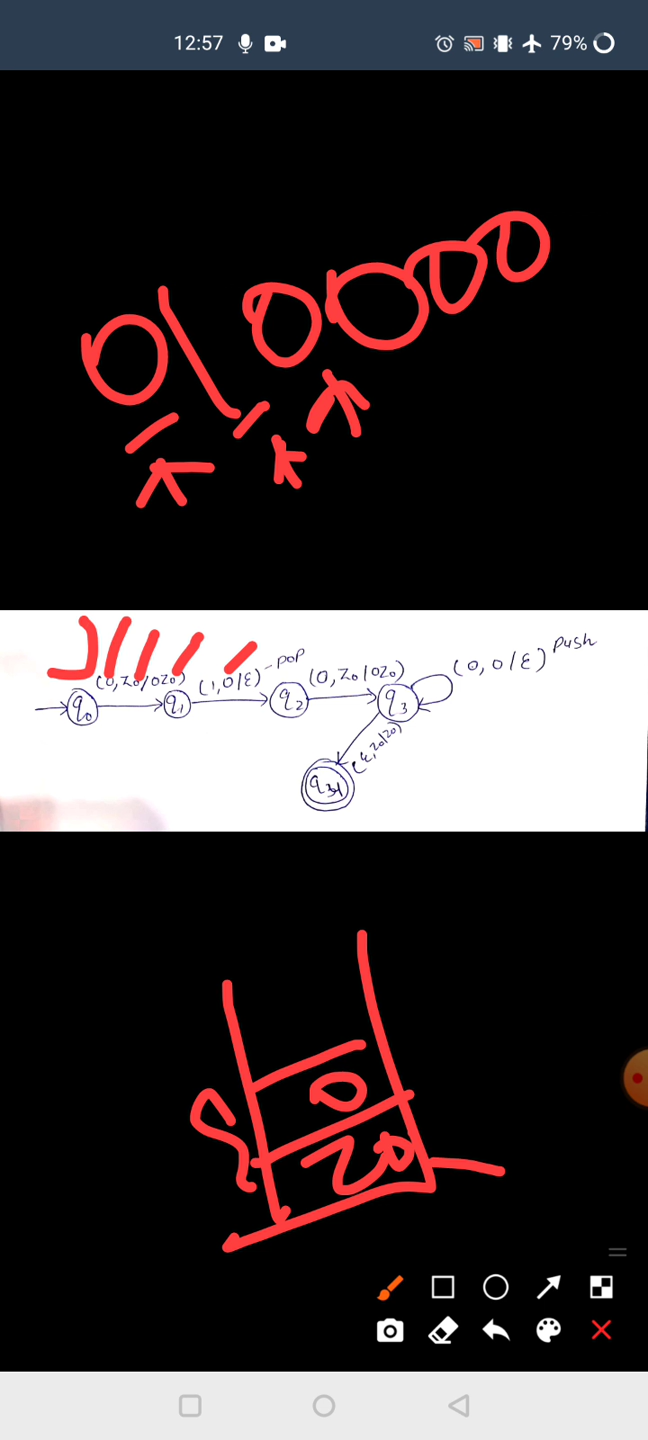 12:57 79%
010000
(0, Z0/0Z0) (1, 0/ε) - pop (0, Z0/0Z0) (0, 0/ε) Push
q0 q1 q2 q3
(ε, Z0/Z0)
0
Z0